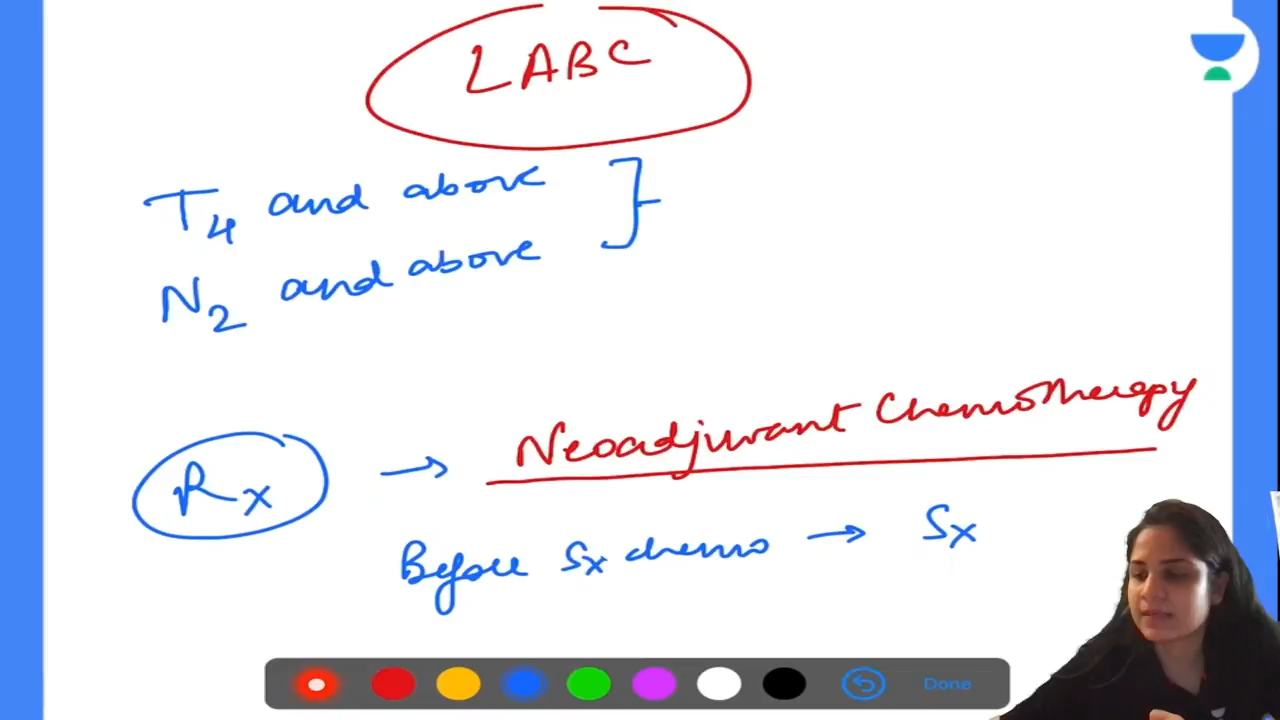 LABC
T4 and above
N2 and above
Rx → Neoadjuvant Chemotherapy
Before Sx chemo → Sx
Done